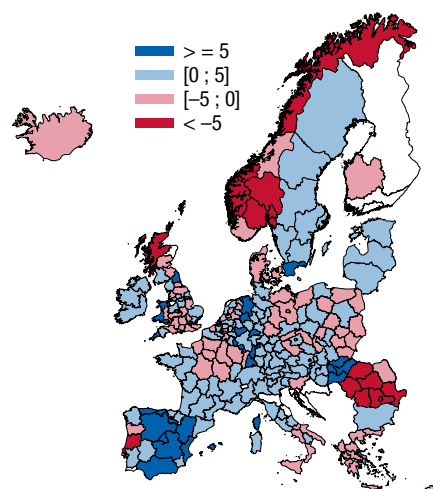 > = 5
[0 ; 5]
[–5 ; 0]
< –5